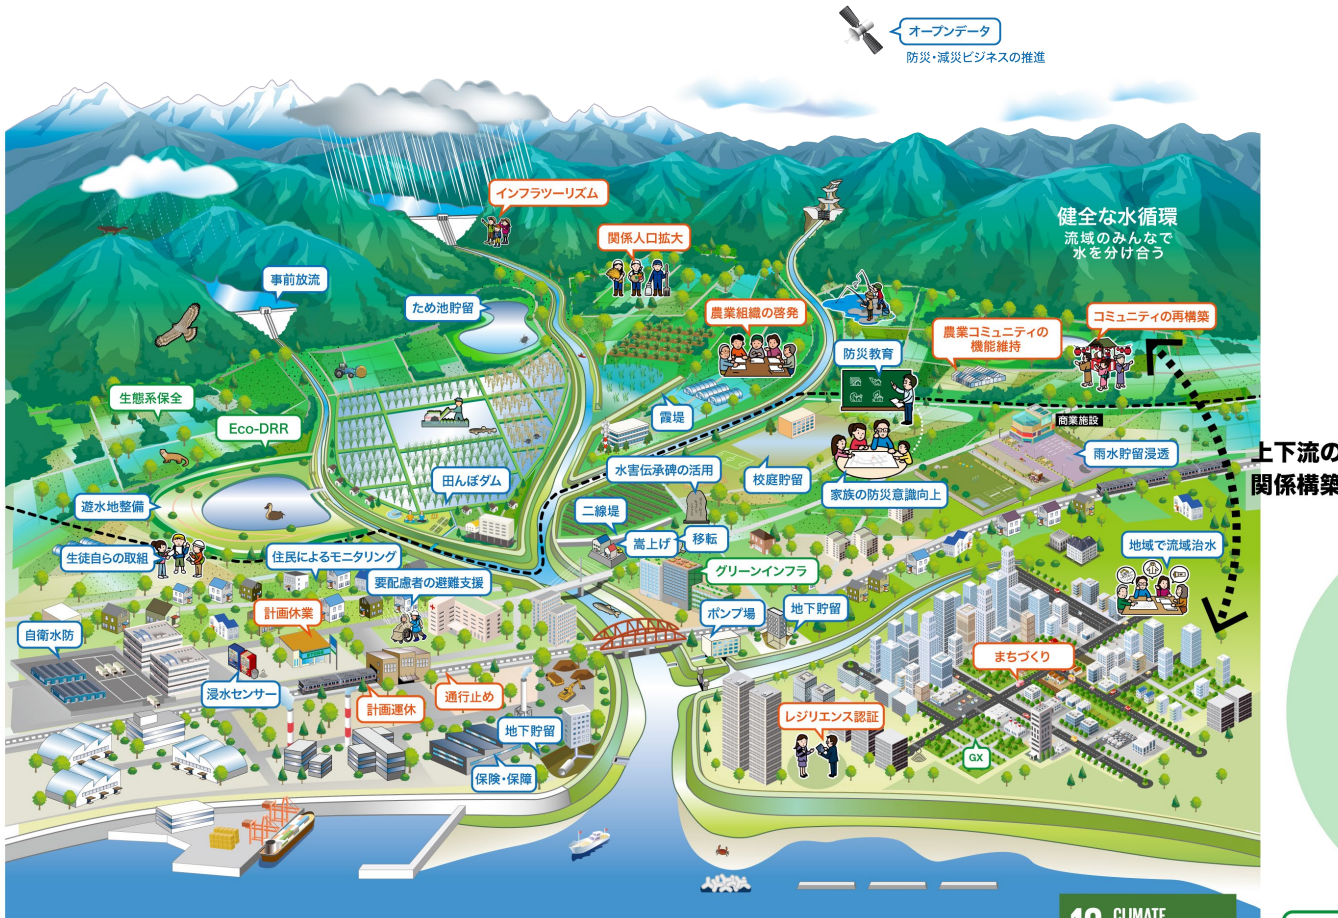 オープンデータ
防災・減災ビジネスの推進
インフラツーリズム
健全な水循環
流域のみんなで
水を分け合う
関係人口拡大
事前放流
ため池貯留
農業組織の啓発
コミュニティの再構築
農業コミュニティの
機能維持
防災教育
生態系保全
霞堤
商業施設
Eco-DRR
雨水貯留浸透
上下流の
関係構築
水害伝承碑の活用
田んぼダム
校庭貯留
家族の防災意識向上
遊水地整備
二線堤
嵩上げ
移転
地域で流域治水
生徒自らの取組
住民によるモニタリング
要配慮者の避難支援
グリーンインフラ
計画休業
ポンプ場
地下貯留
自衛水防
まちづくり
浸水センサー
通行止め
計画運休
レジリエンス認証
地下貯留
GX
保険・保障
CLIMATE